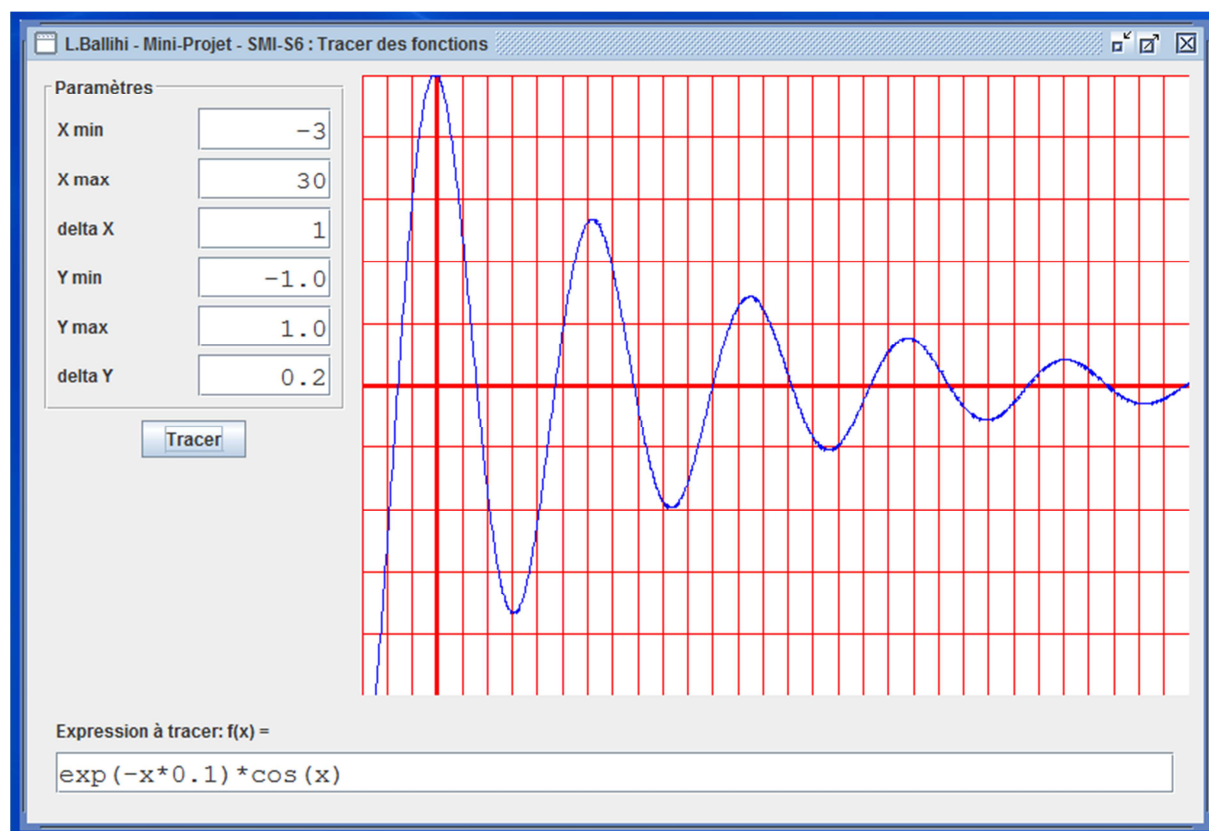 L.Ballihi - Mini-Projet - SMI-S6 : Tracer des fonctions
Paramètres
X min -3
X max 30
delta X 1
Y min -1.0
Y max 1.0
delta Y 0.2
Tracer
Expression à tracer: f(x) =
exp(-x*0.1)*cos(x)